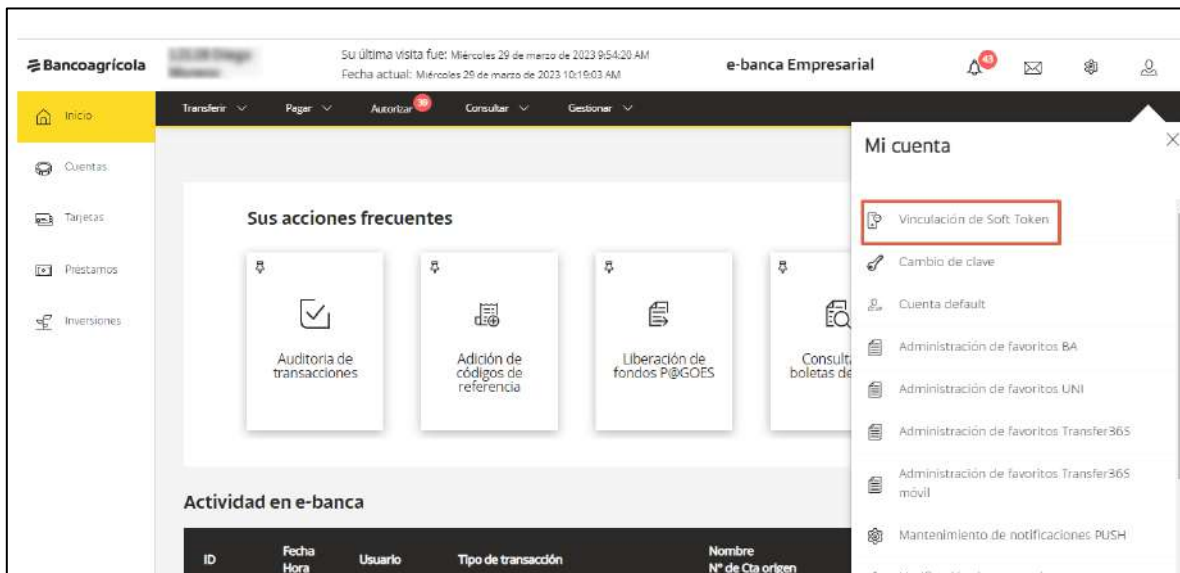 Bancoagrícola
Su última visita fue: Miércoles 29 de marzo de 2023 9:54:20 AM
Fecha actual: Miércoles 29 de marzo de 2023 10:19:03 AM
e-banca Empresarial
43
Inicio
Transferir
Pagar
Autorizar
Consultar
Gestionar
Cuentas
Tarjetas
Préstamos
Inversiones
Mi cuenta
Vinculación de Soft Token
Cambio de clave
Cuenta default
Administración de favoritos BA
Administración de favoritos UNI
Administración de favoritos Transfer365
Administración de favoritos Transfer365
móvil
Mantenimiento de notificaciones PUSH
Sus acciones frecuentes
Auditoria de
transacciones
Adición de
códigos de
referencia
Liberación de
fondos P@GOES
Consult
boletas de
Actividad en e-banca
ID
Fecha
Hora
Usuario
Tipo de transacción
Nombre
N° de Cta origen